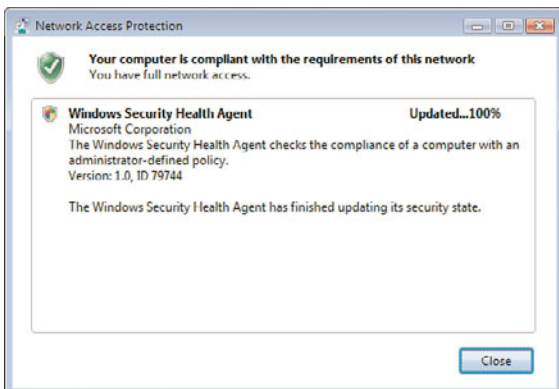 Network Access Protection
Your computer is compliant with the requirements of this network
You have full network access.
Windows Security Health Agent Updated...100%
Microsoft Corporation
The Windows Security Health Agent checks the compliance of a computer with an
administrator-defined policy.
Version: 1.0, ID 79744
The Windows Security Health Agent has finished updating its security state.
Close